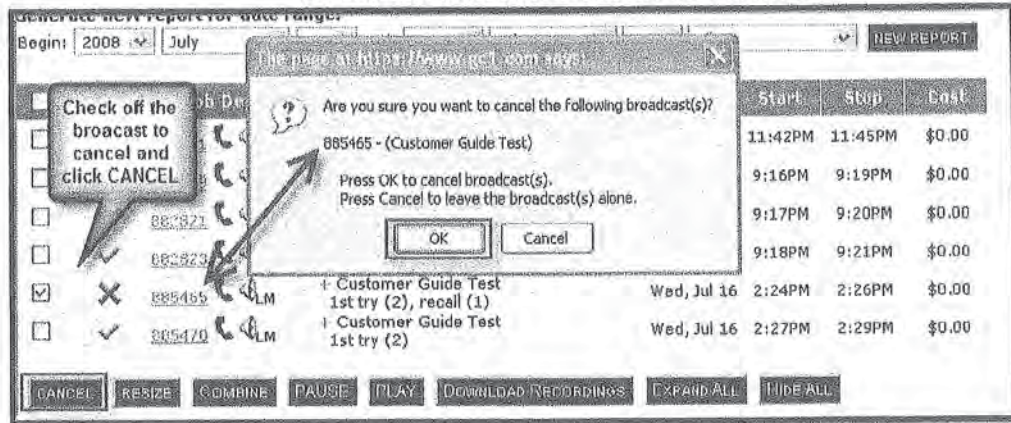 Generate new report for date range:
Begin: 2008 July NEW REPORT
The page at https://www.gc1.com says:
Check off the
broacast to
cancel and
click CANCEL
Are you sure you want to cancel the following broadcast(s)?
885465 - (Customer Guide Test)
Press OK to cancel broadcast(s).
Press Cancel to leave the broadcast(s) alone.
OK Cancel
Start Stop Cost
11:42PM 11:45PM $0.00
9:16PM 9:19PM $0.00
882821 9:17PM 9:20PM $0.00
882823 9:18PM 9:21PM $0.00
885465 LM + Customer Guide Test
1st try (2), recall (1) Wed, Jul 16 2:24PM 2:26PM $0.00
885470 LM + Customer Guide Test
1st try (2) Wed, Jul 16 2:27PM 2:29PM $0.00
CANCEL RESIZE COMBINE PAUSE PLAY DOWNLOAD RECORDINGS EXPAND ALL HIDE ALL